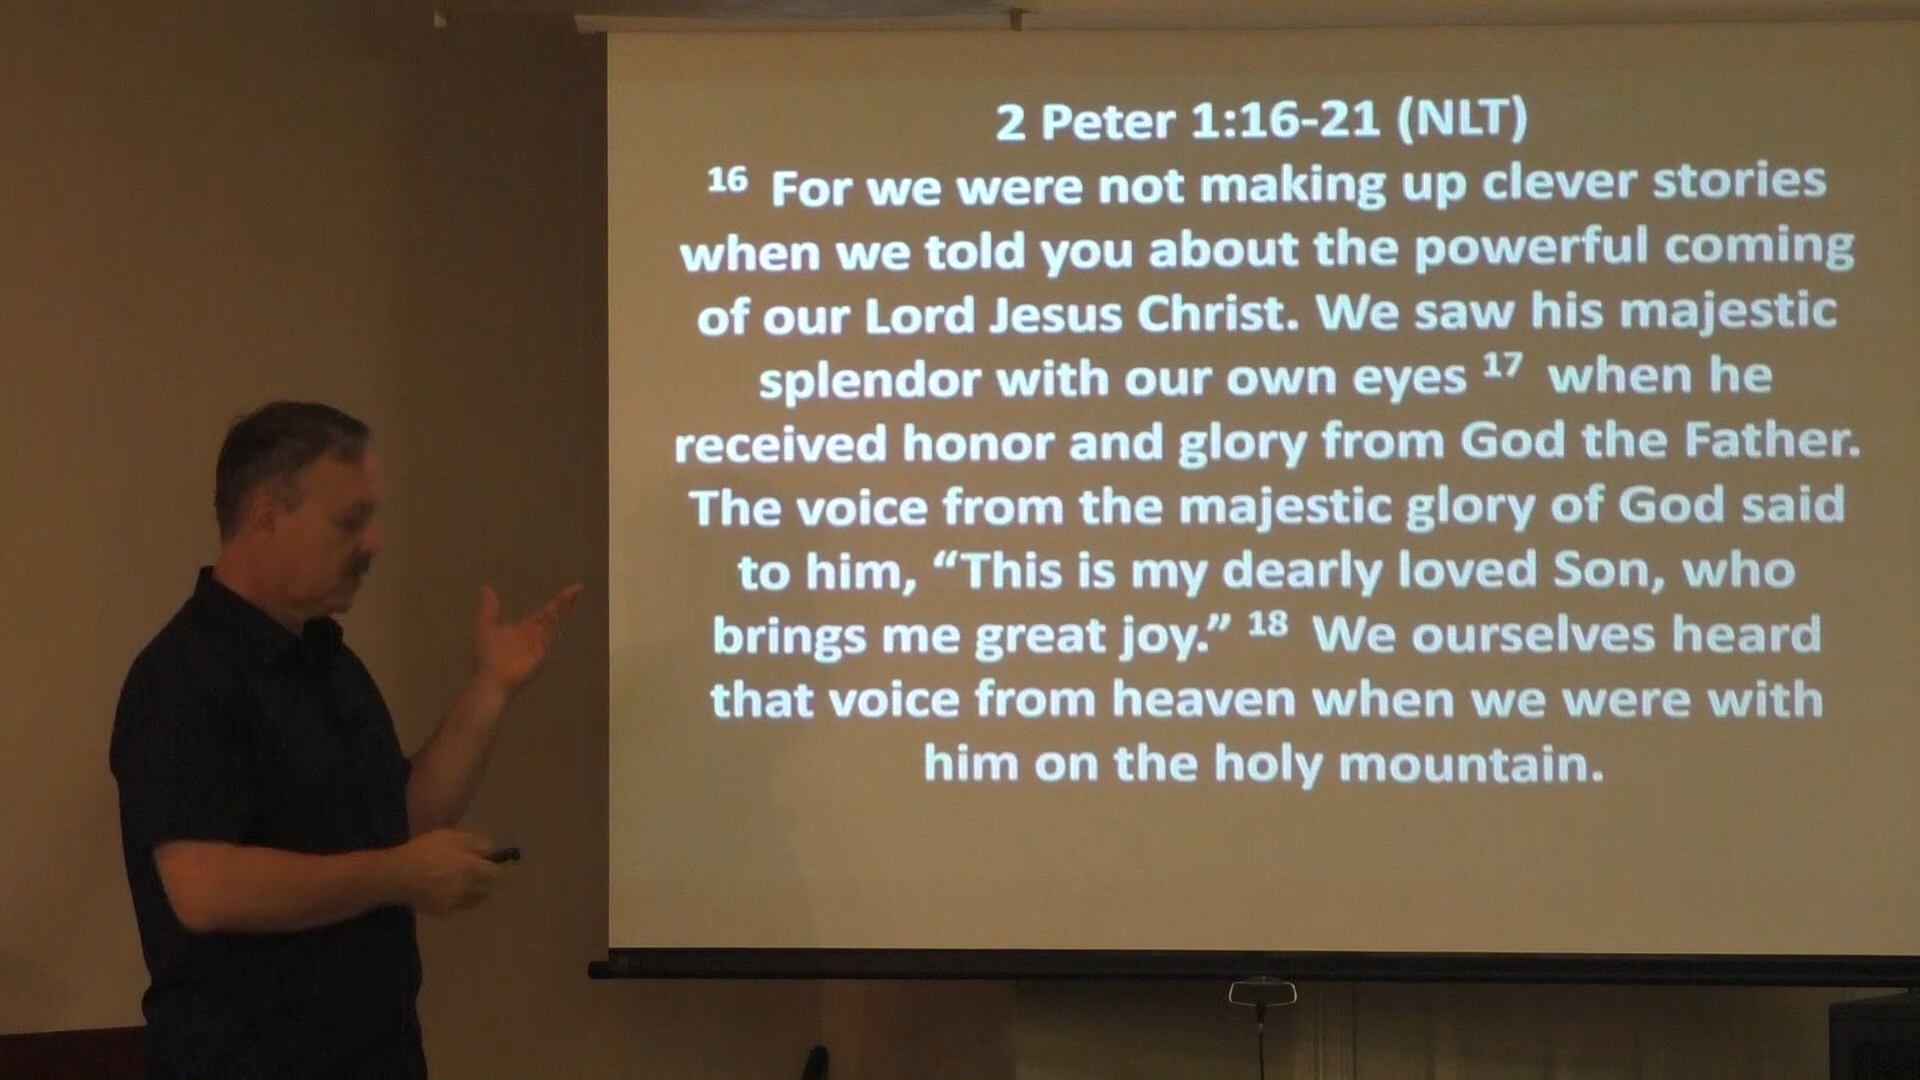 2 Peter 1:16-21 (NLT)
16 For we were not making up clever stories
when we told you about the powerful coming
of our Lord Jesus Christ. We saw his majestic
splendor with our own eyes 17 when he
received honor and glory from God the Father.
The voice from the majestic glory of God said
to him, “This is my dearly loved Son, who
brings me great joy.” 18 We ourselves heard
that voice from heaven when we were with
him on the holy mountain.